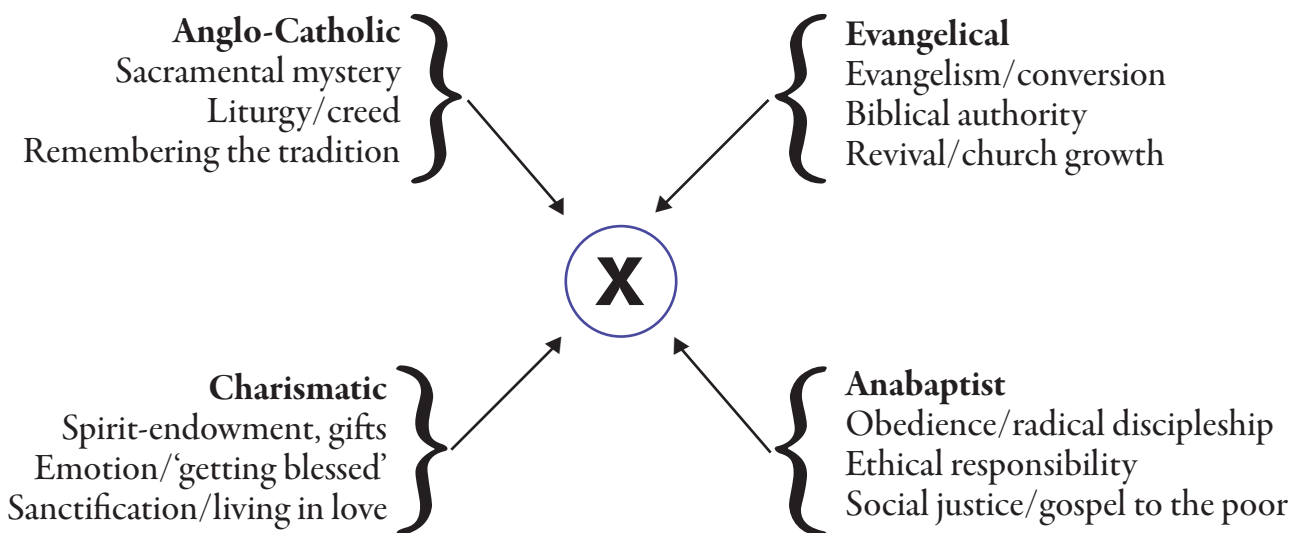 Anglo-Catholic
Sacramental mystery
Liturgy/creed
Remembering the tradition
Evangelical
Evangelism/conversion
Biblical authority
Revival/church growth
X
Charismatic
Spirit-endowment, gifts
Emotion/‘getting blessed’
Sanctification/living in love
Anabaptist
Obedience/radical discipleship
Ethical responsibility
Social justice/gospel to the poor